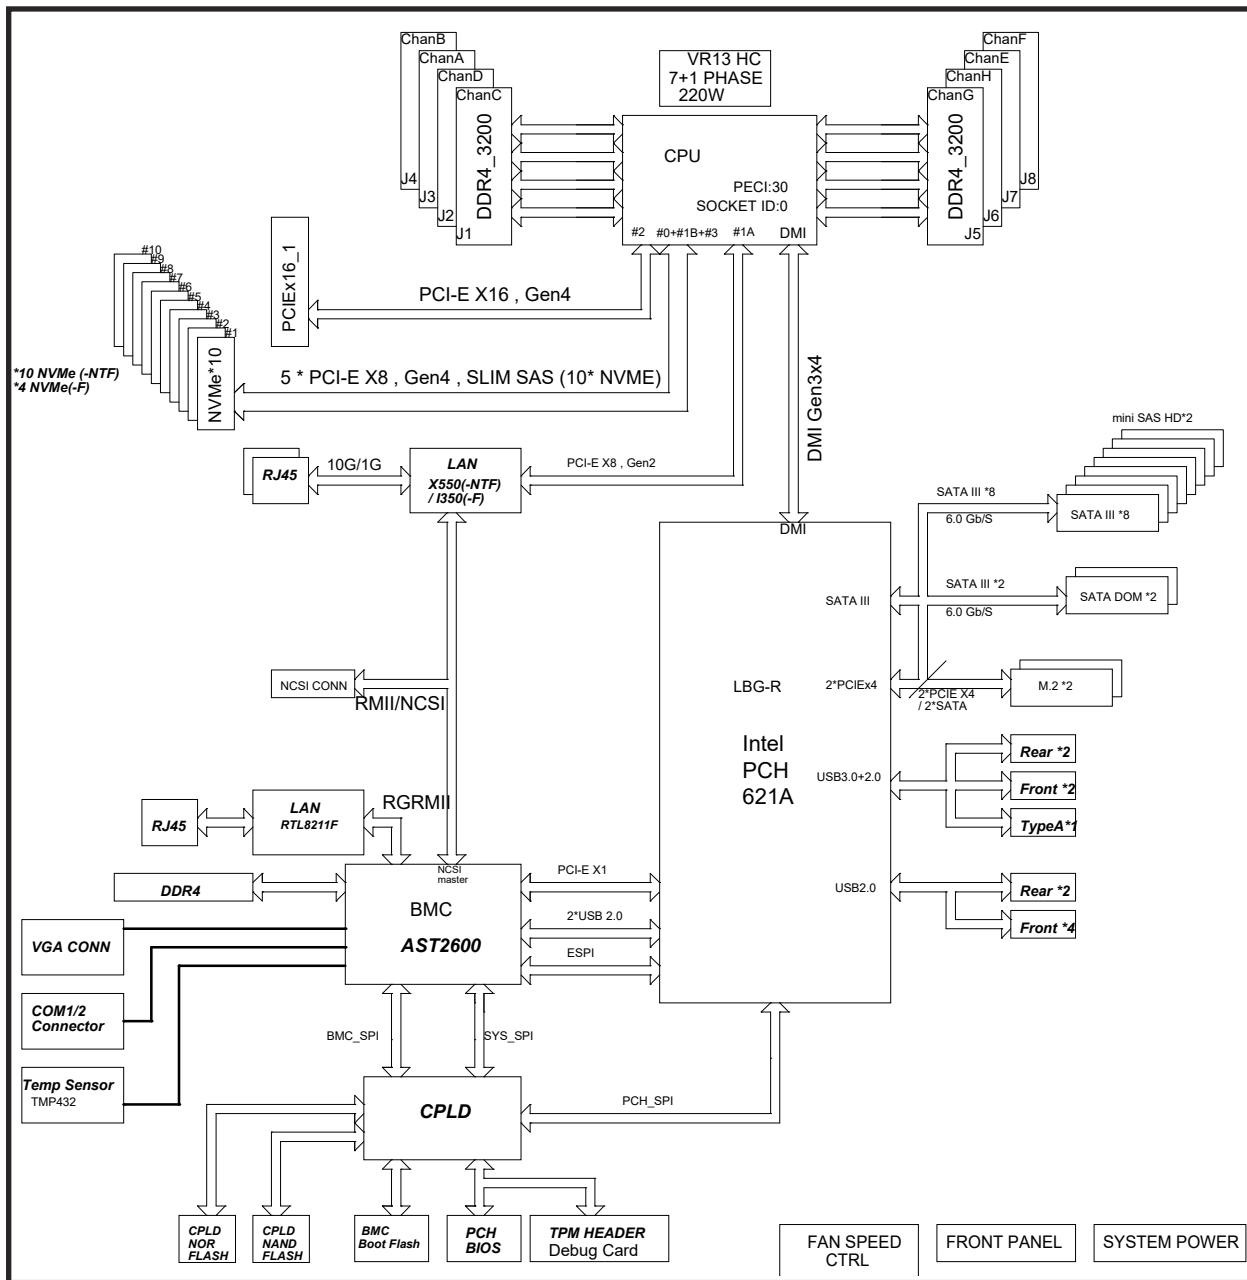 ChanB
ChanA
ChanD
ChanC
DDR4_3200
J4
J3
J2
J1
VR13 HC
7+1 PHASE
220W
ChanF
ChanE
ChanH
ChanG
DDR4_3200
J8
J7
J6
J5
CPU
PECI:30
SOCKET ID:0
#2
#0+#1B+#3
#1A
DMI
PCIEx16_1
PCI-E X16 , Gen4
#10
#9
#8
#7
#6
#5
#4
#3
#2
#1
NVMe*10
*10 NVMe (-NTF)
*4 NVMe(-F)
5 * PCI-E X8 , Gen4 , SLIM SAS (10* NVME)
DMI Gen3x4
RJ45
10G/1G
LAN
X550(-NTF)
/ I350(-F)
PCI-E X8 , Gen2
mini SAS HD*2
SATA III *8
6.0 Gb/S
SATA III *8
DMI
SATA III
SATA III *2
6.0 Gb/S
SATA DOM *2
NCSI CONN
RMII/NCSI
LBG-R
2*PCIEx4
2*PCIE X4
/ 2*SATA
M.2 *2
Intel
PCH
621A
USB3.0+2.0
Rear *2
Front *2
TypeA*1
RJ45
LAN
RTL8211F
RGRMII
NCSI
master
PCI-E X1
USB2.0
Rear *2
Front *4
DDR4
BMC
AST2600
2*USB 2.0
ESPI
VGA CONN
COM1/2
Connector
Temp Sensor
TMP432
BMC_SPI
SYS_SPI
CPLD
PCH_SPI
CPLD
NOR
FLASH
CPLD
NAND
FLASH
BMC
Boot Flash
PCH
BIOS
TPM HEADER
Debug Card
FAN SPEED
CTRL
FRONT PANEL
SYSTEM POWER